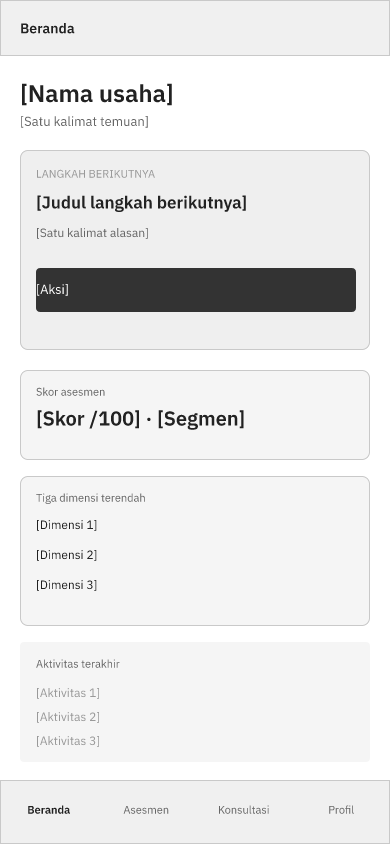 Beranda
[Nama usaha]
[Satu kalimat temuan]
LANGKAH BERIKUTNYA
[Judul langkah berikutnya]
[Satu kalimat alasan]
[Aksi]
Skor asesmen
[Skor /100] · [Segmen]
Tiga dimensi terendah
[Dimensi 1]
[Dimensi 2]
[Dimensi 3]
Aktivitas terakhir
[Aktivitas 1]
[Aktivitas 2]
[Aktivitas 3]
Beranda Asesmen Konsultasi Profil